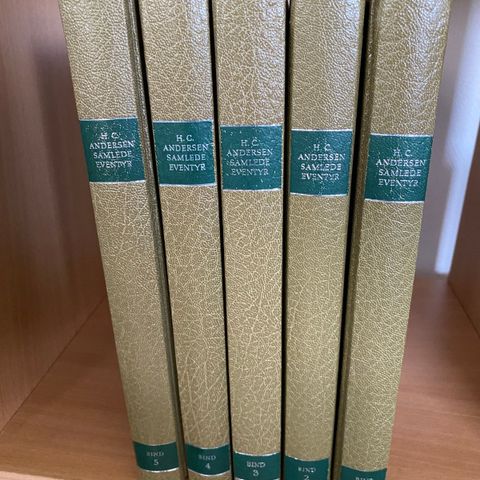 H. C.
ANDERSEN
SAMLEDE
EVENTYR
BIND
5
H. C.
ANDERSEN
SAMLEDE
EVENTYR
BIND
4
H. C.
ANDERSEN
SAMLEDE
EVENTYR
BIND
3
H. C.
ANDERSEN
SAMLEDE
EVENTYR
BIND
2
H. C.
ANDERSEN
SAMLEDE
EVENTYR
BIND